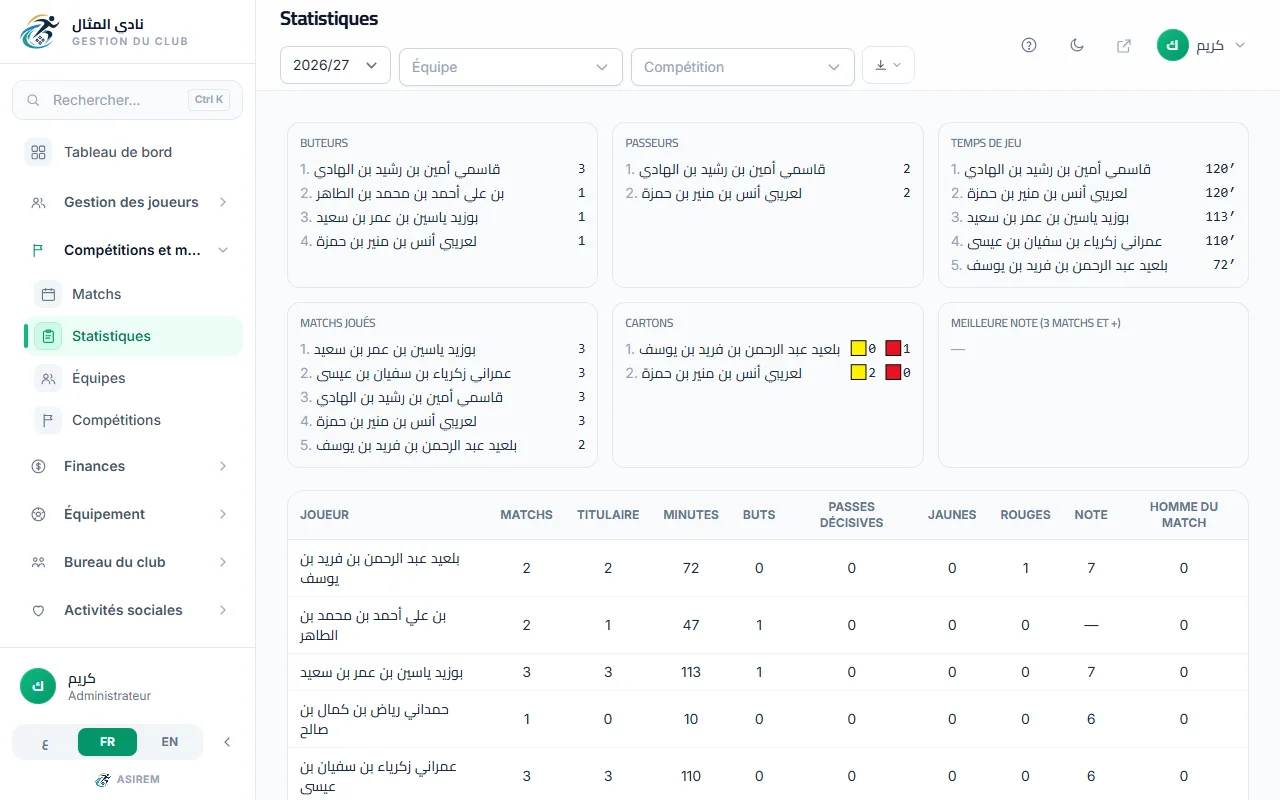 نادي المثال
GESTION DU CLUB
Rechercher...
Ctrl K
Tableau de bord
Gestion des joueurs
Compétitions et m...
Matchs
Statistiques
Équipes
Compétitions
Finances
Équipement
Bureau du club
Activités sociales
ك
كريم
Administrateur
ع FR EN
ASIREM
Statistiques
2026/27 Équipe Compétition
ك كريم
BUTEURS
1. قاسمي أمين بن رشيد بن الهادي 3
2. بن علي أحمد بن محمد بن الطاهر 1
3. بوزيد ياسين بن عمر بن سعيد 1
4. لعريبي أنس بن منير بن حمزة 1
PASSEURS
1. قاسمي أمين بن رشيد بن الهادي 2
2. لعريبي أنس بن منير بن حمزة 2
TEMPS DE JEU
1. قاسمي أمين بن رشيد بن الهادي 120′
2. لعريبي أنس بن منير بن حمزة 120′
3. بوزيد ياسين بن عمر بن سعيد 113′
4. عمراني زكرياء بن سفيان بن عيسى 110′
5. بلعيد عبد الرحمن بن فريد بن يوسف 72′
MATCHS JOUÉS
1. بوزيد ياسين بن عمر بن سعيد 3
2. عمراني زكرياء بن سفيان بن عيسى 3
3. قاسمي أمين بن رشيد بن الهادي 3
4. لعريبي أنس بن منير بن حمزة 3
5. بلعيد عبد الرحمن بن فريد بن يوسف 2
CARTONS
1. بلعيد عبد الرحمن بن فريد بن يوسف 🟨0 🟥1
2. لعريبي أنس بن منير بن حمزة 🟨2 🟥0
MEILLEURE NOTE (3 MATCHS ET +)
—
JOUEUR MATCHS TITULAIRE MINUTES BUTS PASSES DÉCISIVES JAUNES ROUGES NOTE HOMME DU MATCH
بلعيد عبد الرحمن بن فريد بن يوسف 2 2 72 0 0 0 1 7 0
بن علي أحمد بن محمد بن الطاهر 2 1 47 1 0 0 0 — 0
بوزيد ياسين بن عمر بن سعيد 3 3 113 1 0 0 0 7 0
حمداني رياض بن كمال بن صالح 1 0 10 0 0 0 0 6 0
عمراني زكرياء بن سفيان بن عيسى 3 3 110 0 0 0 0 6 0